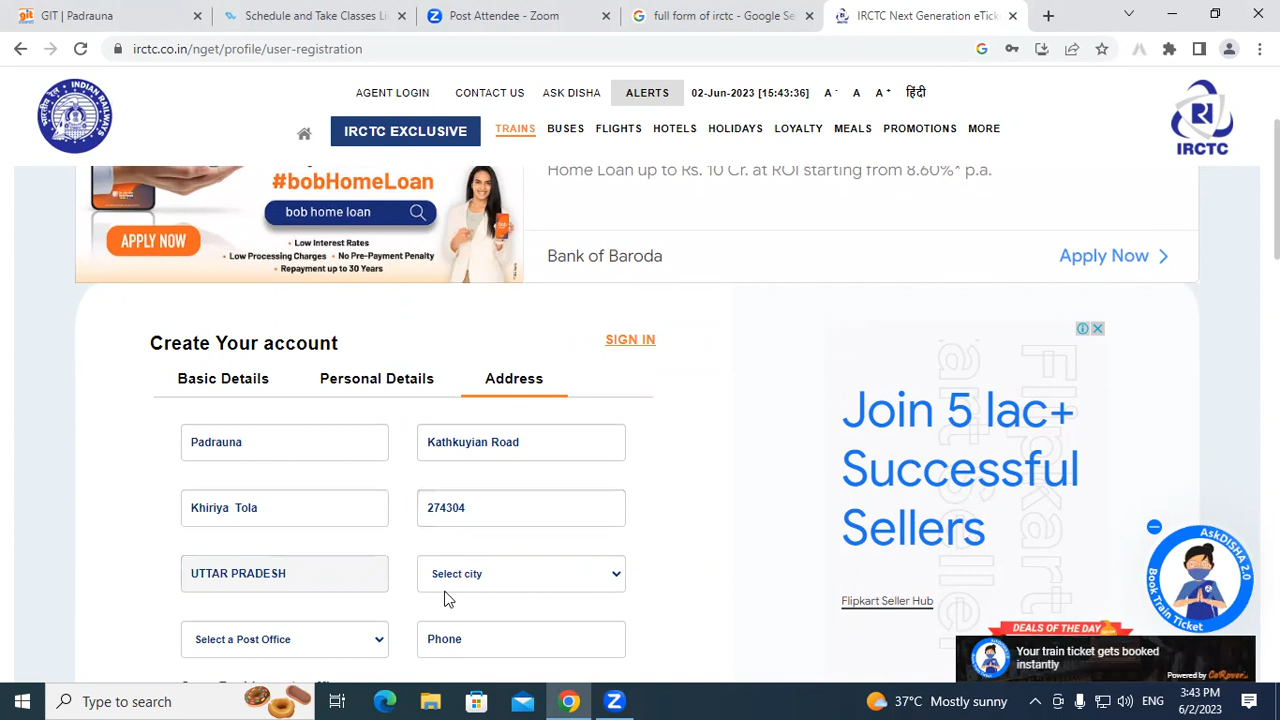 GIT | Padrauna
Schedule and Take Classes Li
Post Attendee - Zoom
full form of irctc - Google Se
IRCTC Next Generation eTick
irctc.co.in/nget/profile/user-registration
INDIAN RAILWAYS
AGENT LOGIN
CONTACT US
ASK DISHA
ALERTS
02-Jun-2023 [15:43:36]
A-
A
A+
हिंदी
IRCTC EXCLUSIVE
TRAINS
BUSES
FLIGHTS
HOTELS
HOLIDAYS
LOYALTY
MEALS
PROMOTIONS
MORE
IRCTC
#bobHomeLoan
bob home loan
APPLY NOW
• Low Interest Rates
• Low Processing Charges • No Pre-Payment Penalty
• Repayment up to 30 Years
Home Loan up to Rs. 10 Cr. at ROI starting from 8.60%* p.a.
Bank of Baroda
Apply Now
Create Your account
SIGN IN
Basic Details
Personal Details
Address
Padrauna
Kathkuyian Road
Khiriya Tola
274304
UTTAR PRADESH
Select city
Select a Post Office
Phone
Join 5 lac+
Successful
Sellers
Flipkart Seller Hub
AskDISHA 2.0
Book Train Ticket
DEALS OF THE DAY
Your train ticket gets booked
instantly
Powered by CoRover
Type here to search
37°C Mostly sunny
ENG
3:43 PM
6/2/2023